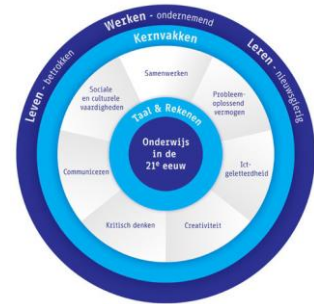 Leven - betrokken
Werken - ondernemend
Leren - nieuwsgierig
Kernvakken
Samenwerken
Probleem-
oplossend
vermogen
Ict-
geletterdheid
Creativiteit
Kritisch denken
Communiceren
Sociale
en culturele
vaardigheden
Taal & Rekenen
Onderwijs
in de
21e eeuw